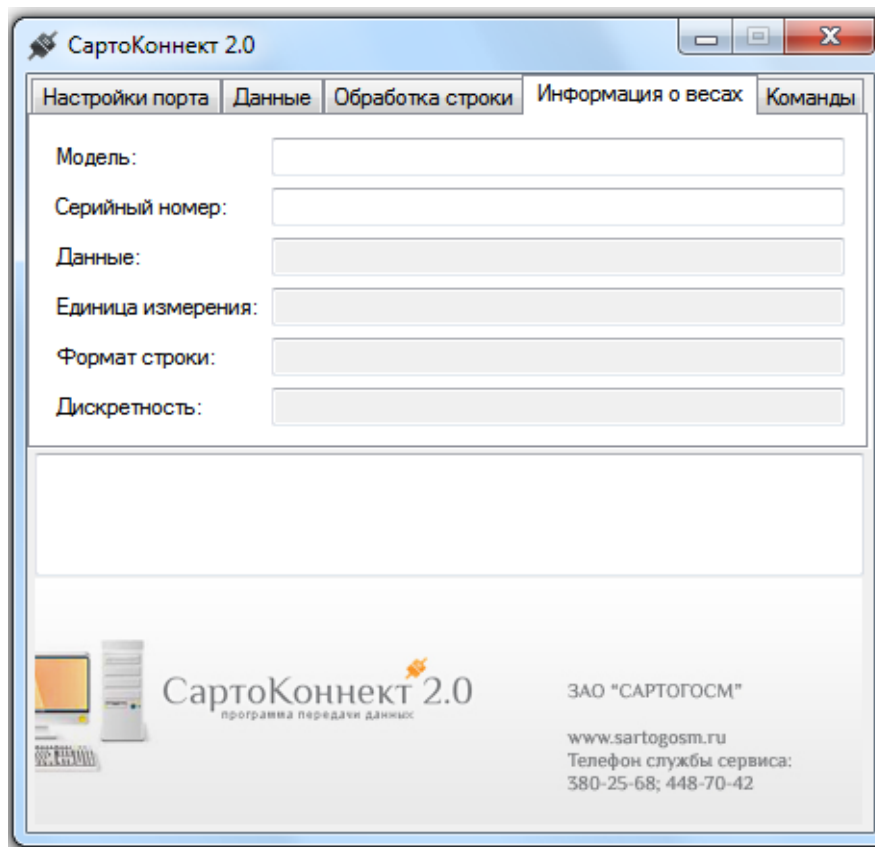 СартоКоннект 2.0
Настройки порта Данные Обработка строки Информация о весах Команды
Модель:
Серийный номер:
Данные:
Единица измерения:
Формат строки:
Дискретность:
СартоКоннект 2.0
программа передачи данных
ЗАО "САРТОГОСМ"
www.sartogosm.ru
Телефон службы сервиса:
380-25-68; 448-70-42